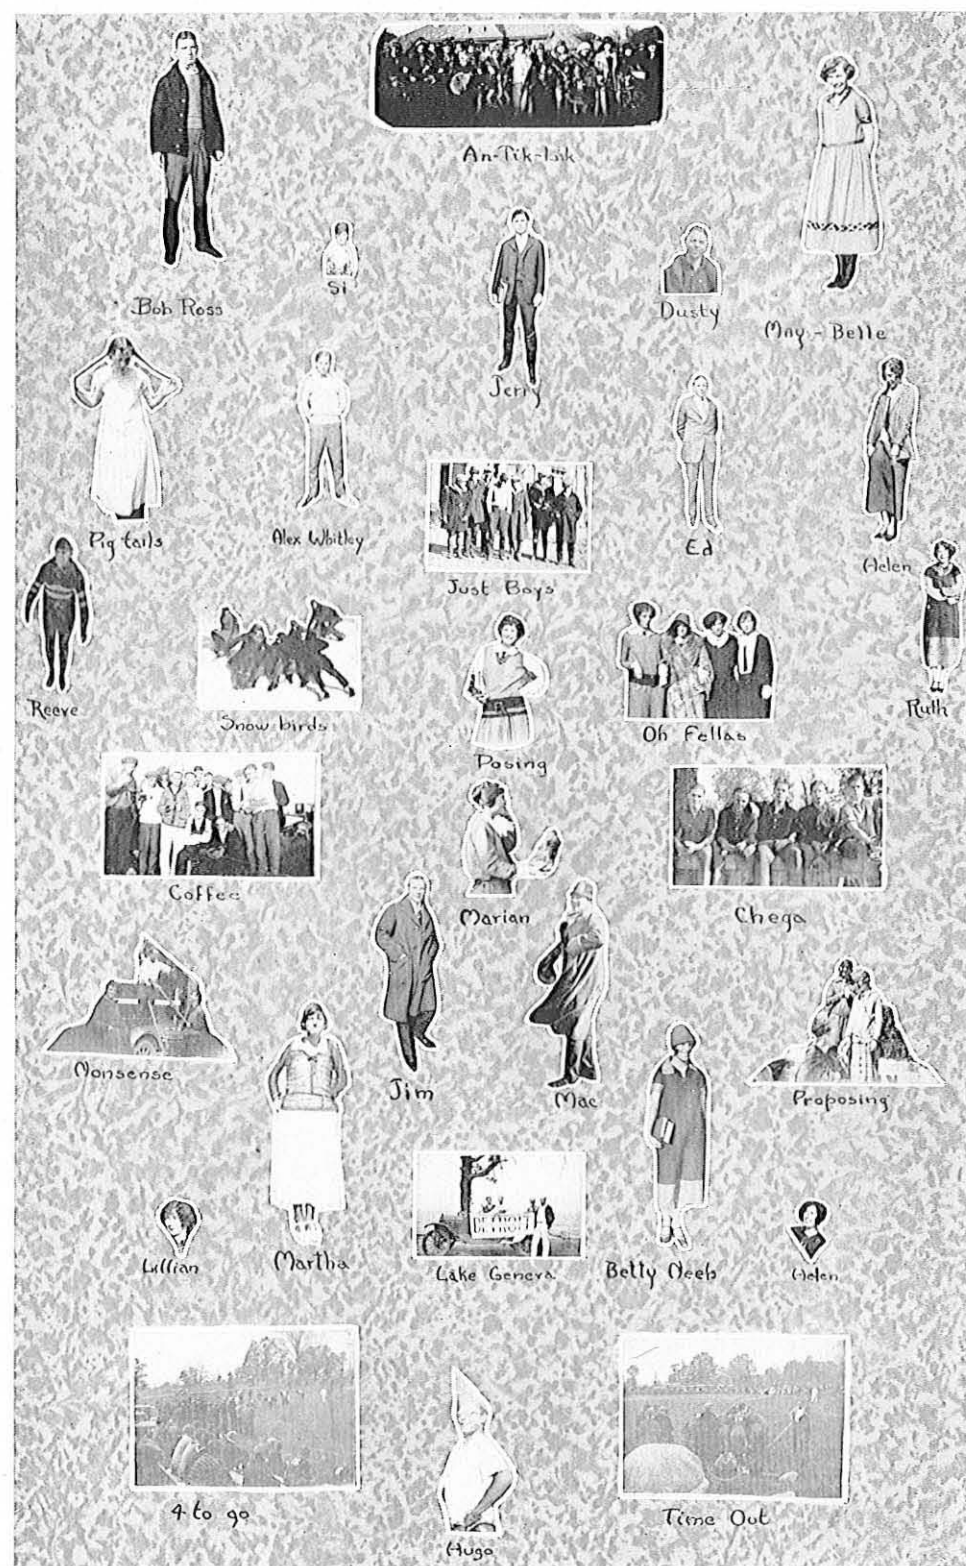 An-Tik-Lik
Bob Ross
Si
Jerry
Dusty
May-Belle
Pig tails
Alex Whitley
Just Boys
Ed
Helen
Reeve
Snow birds
Posing
Oh Fellas
Ruth
Coffee
Marian
Chega
Nonsense
Jim
Mac
Proposing
Lillian
Martha
DETROIT
Lake Geneva
Betty Neeb
Helen
4 to go
Hugo
Time Out